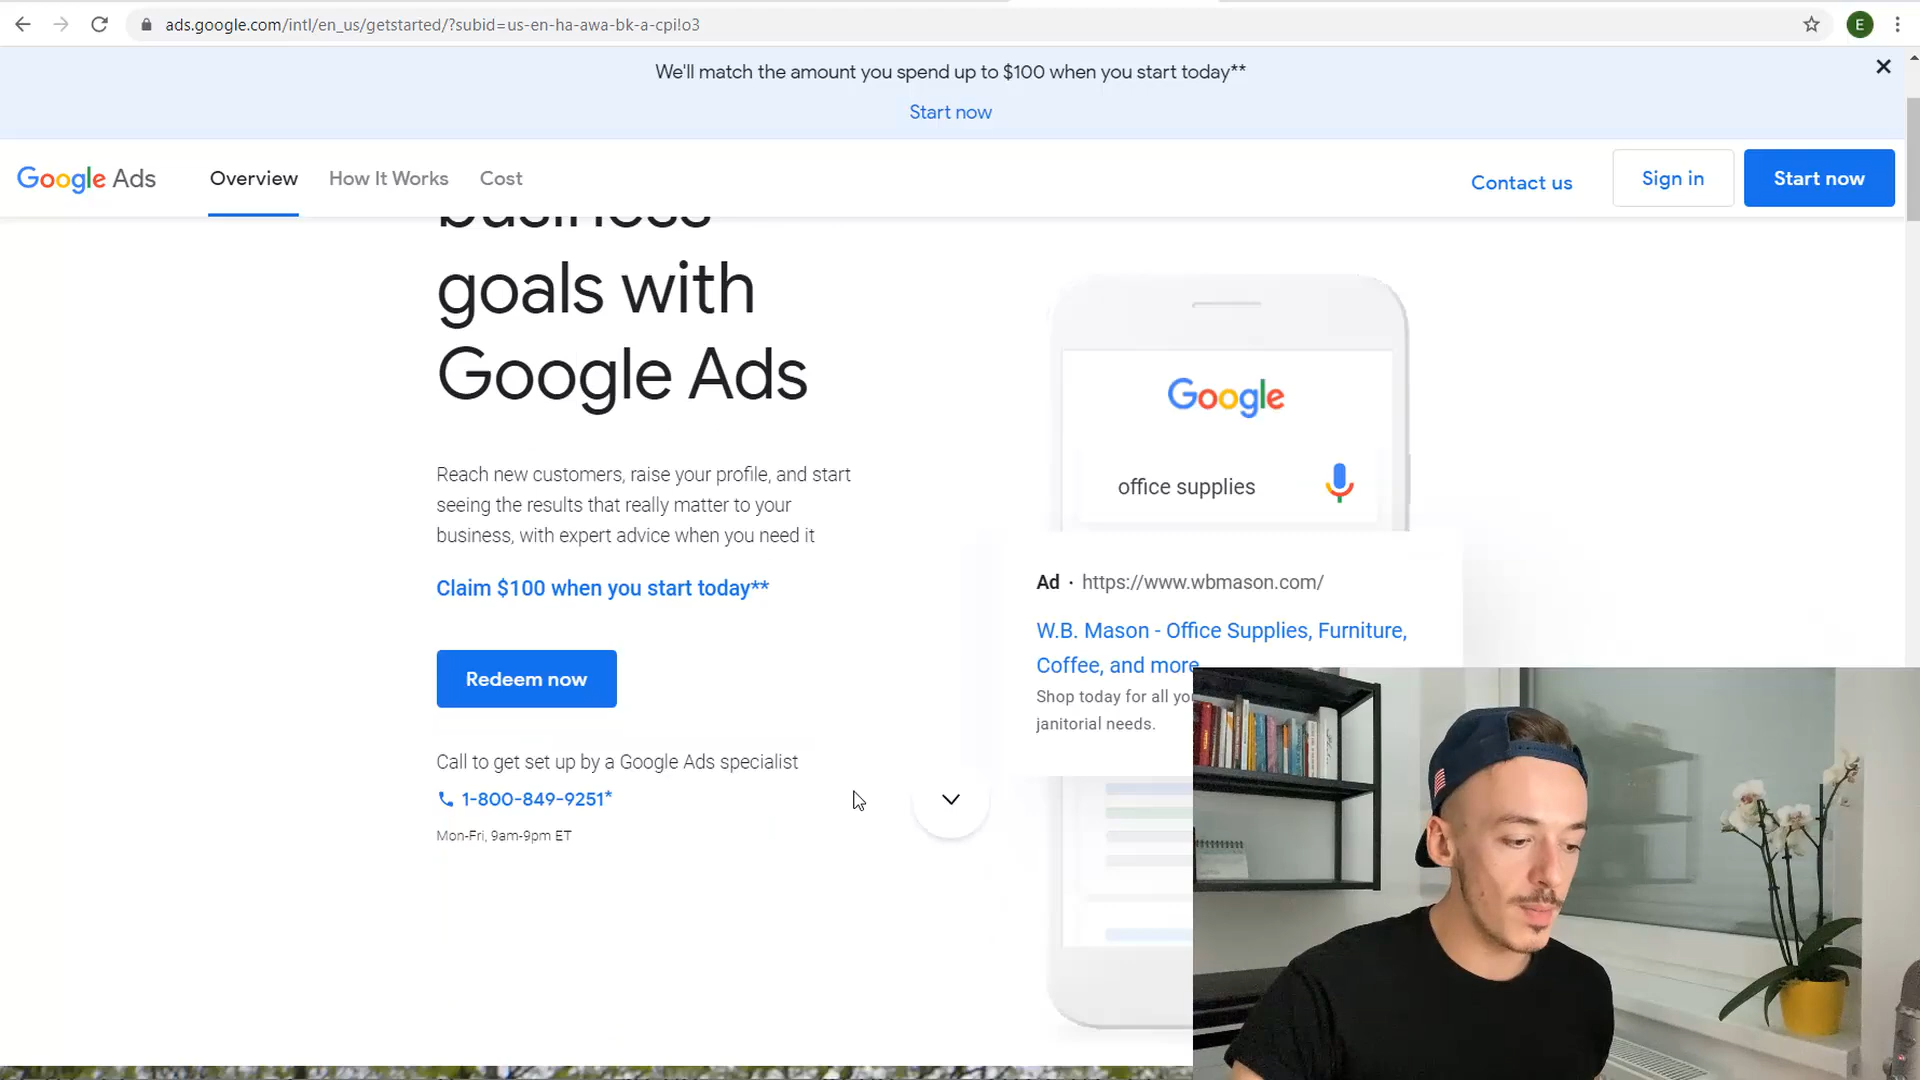 ads.google.com/intl/en_us/getstarted/?subid=us-en-ha-awa-bk-a-cpi!o3
E
We'll match the amount you spend up to $100 when you start today**
Start now
Google Ads
Overview
How It Works
Cost
Contact us
Sign in
Start now
business
goals with
Google Ads
Reach new customers, raise your profile, and start
seeing the results that really matter to your
business, with expert advice when you need it
Claim $100 when you start today**
Redeem now
Call to get set up by a Google Ads specialist
1-800-849-9251*
Mon-Fri, 9am-9pm ET
Google
office supplies
Ad · https://www.wbmason.com/
W.B. Mason - Office Supplies, Furniture,
Coffee, and more
Shop today for all
janitorial needs.